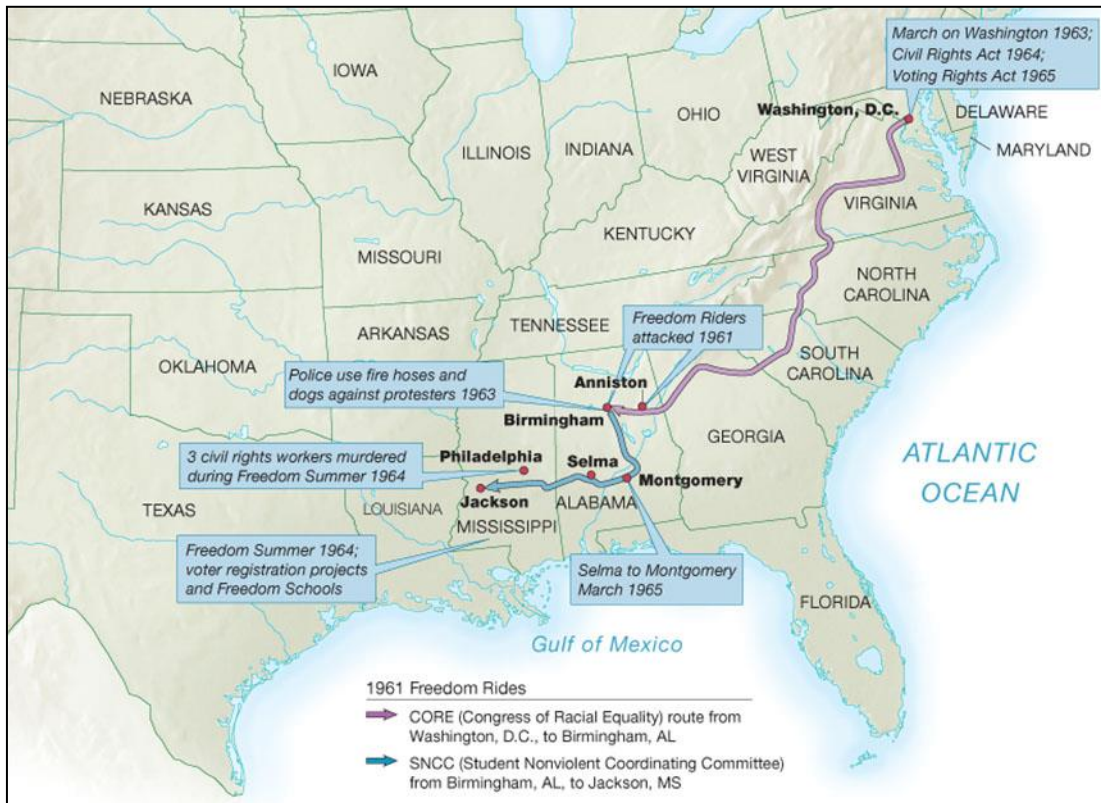 March on Washington 1963;
Civil Rights Act 1964;
Voting Rights Act 1965
IOWA
NEBRASKA
OHIO
Washington, D.C.
DELAWARE
MARYLAND
ILLINOIS
INDIANA
WEST
VIRGINIA
VIRGINIA
KANSAS
MISSOURI
KENTUCKY
NORTH
CAROLINA
TENNESSEE
ARKANSAS
OKLAHOMA
Freedom Riders
attacked 1961
SOUTH
CAROLINA
Police use fire hoses and
dogs against protesters 1963
Anniston
Birmingham
GEORGIA
3 civil rights workers murdered
during Freedom Summer 1964
Philadelphia
Selma
Montgomery
Jackson
ALABAMA
MISSISSIPPI
LOUISIANA
TEXAS
ATLANTIC
OCEAN
Freedom Summer 1964;
voter registration projects
and Freedom Schools
Selma to Montgomery
March 1965
FLORIDA
Gulf of Mexico
1961 Freedom Rides
CORE (Congress of Racial Equality) route from
Washington, D.C., to Birmingham, AL
SNCC (Student Nonviolent Coordinating Committee)
from Birmingham, AL, to Jackson, MS